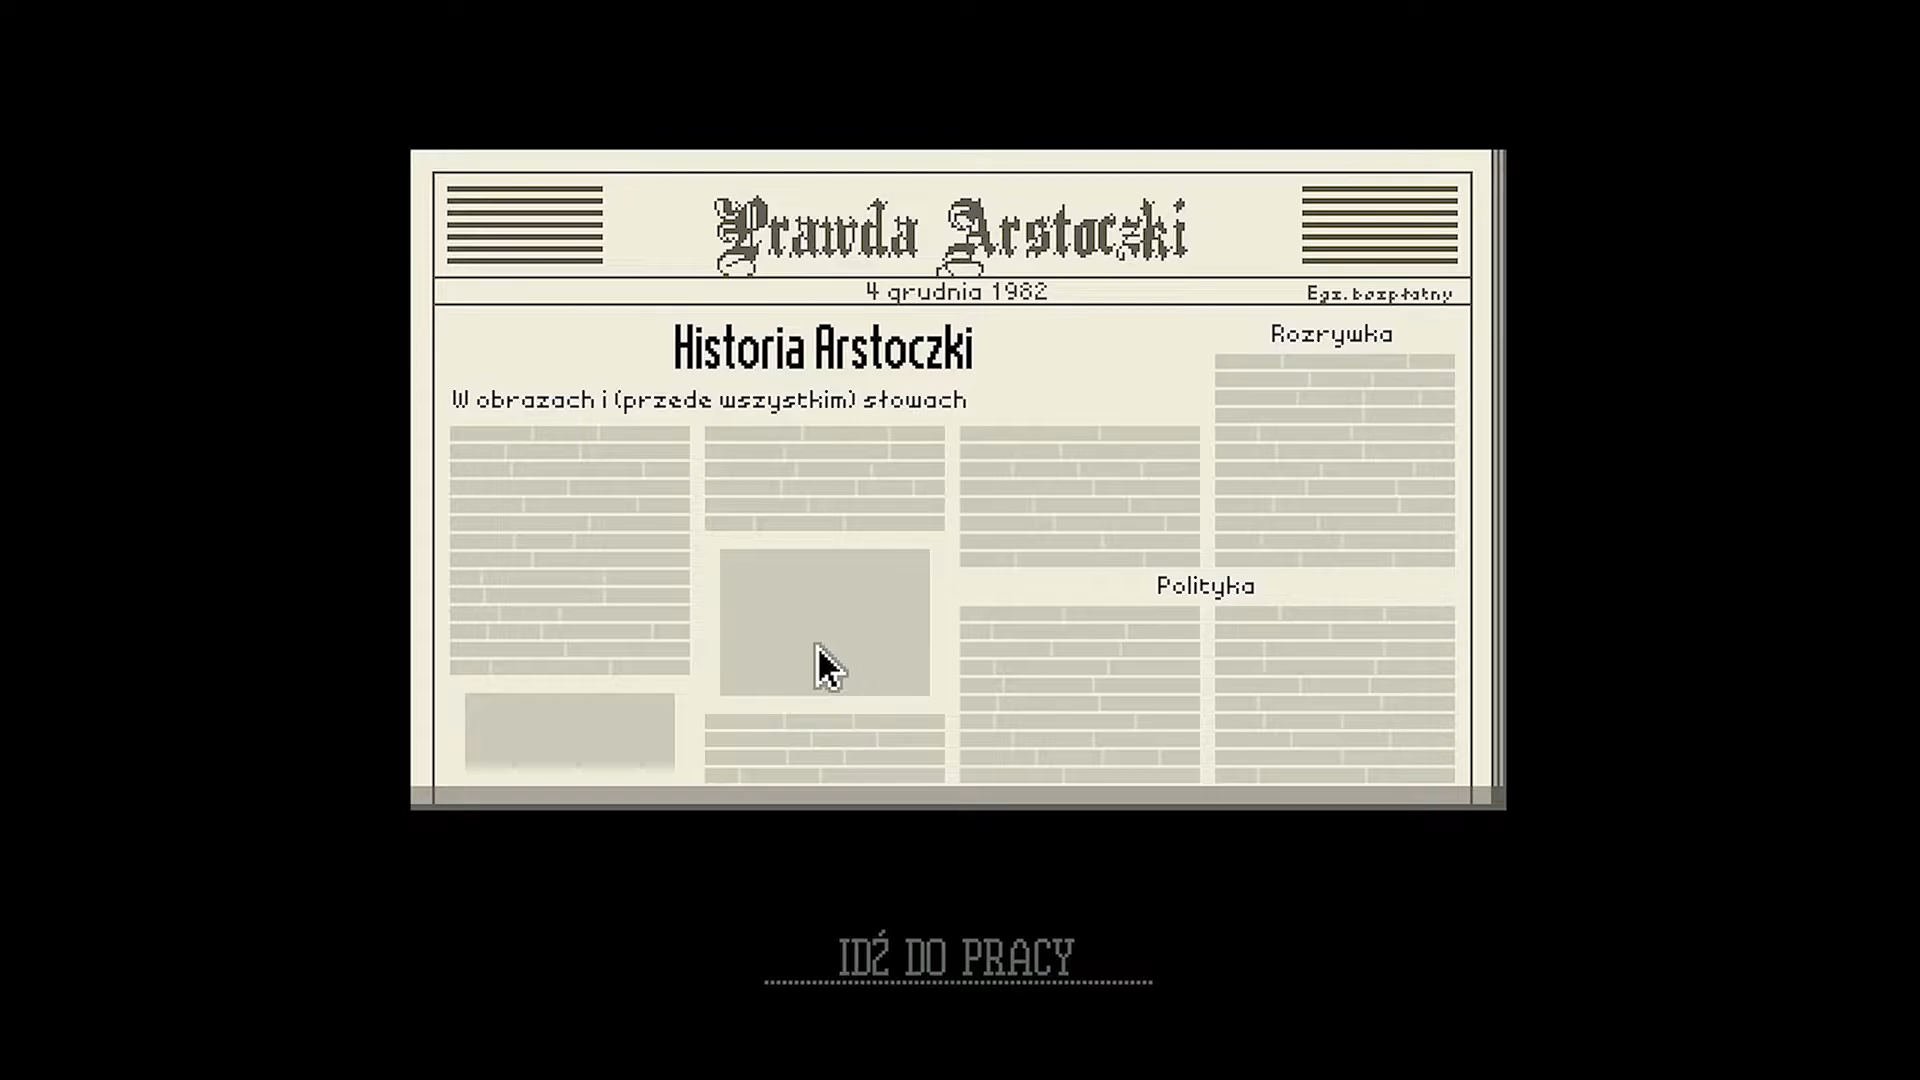 Prawda Arstoczki
4 grudnia 1982
Egz. bezpłatny
Historia Arstoczki
W obrazach i (przede wszystkim) słowach
Rozrywka
Polityka
IDŹ DO PRACY